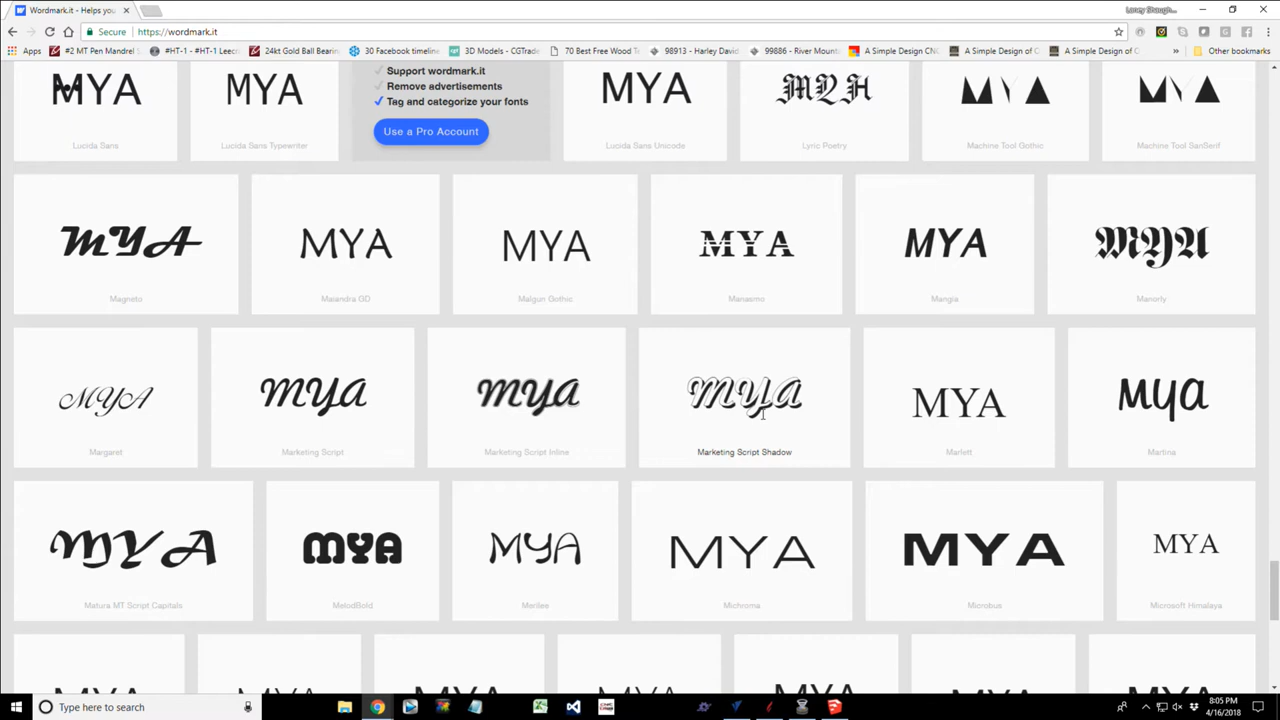 Wordmark.it - Helps you
Loney Shaugh...
Secure
https://wordmark.it
Apps
#2 MT Pen Mandrel S
#HT-1 - #HT-1 Leecr
24kt Gold Ball Bearin
30 Facebook timeline
3D Models - CGTrade
70 Best Free Wood T
98913 - Harley David
99886 - River Mount
A Simple Design CNC
A Simple Design of C
A Simple Design of C
»
Other bookmarks
MYA
MYA
Support wordmark.it
Remove advertisements
Tag and categorize your fonts
Use a Pro Account
MYA
MYA
MYA
MYA
Lucida Sans
Lucida Sans Typewriter
Lucida Sans Unicode
Lyric Poetry
Machine Tool Gothic
Machine Tool SanSerif
MYA
MYA
MYA
MYA
MYA
MYA
Magneto
Maiandra GD
Malgun Gothic
Manasmo
Mangia
Manorly
MYA
MYA
MYA
MYA
MYA
MYA
Margaret
Marketing Script
Marketing Script Inline
Marketing Script Shadow
Marlett
Martina
MYA
MYA
MYA
MYA
MYA
MYA
Matura MT Script Capitals
MelodBold
Merilee
Michroma
Microbus
Microsoft Himalaya
Type here to search
8:05 PM
4/16/2018